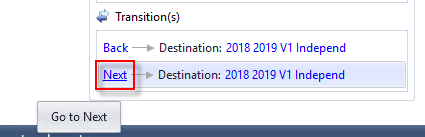 Transition(s)
Back Destination: 2018 2019 V1 Independ
Next Destination: 2018 2019 V1 Independ
Go to Next